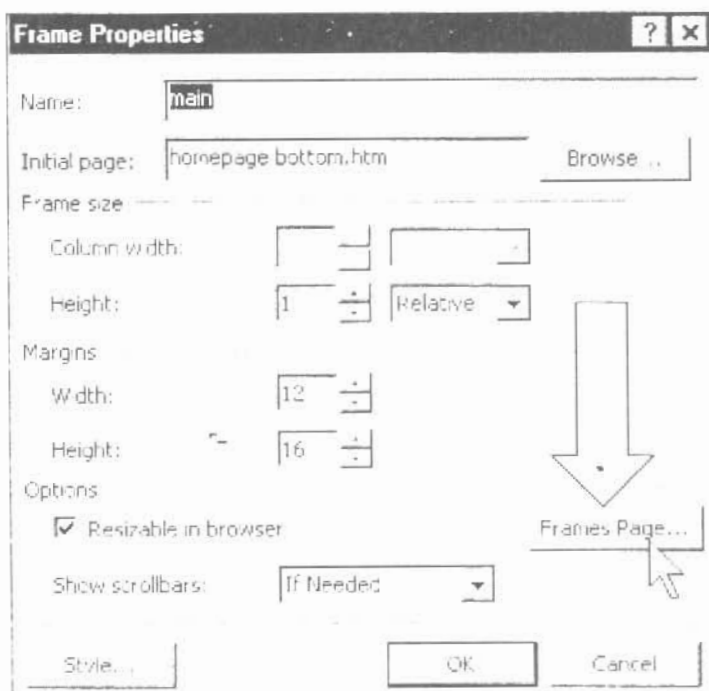 Frame Properties ? ×
Name: main
Initial page: homepage bottom.htm Browse...
Frame size
Column width:
Height: 1 Relative
Margins
Width: 12
Height: 16
Options
Resizable in browser Frames Page...
Show scrollbars: If Needed
Style... OK Cancel